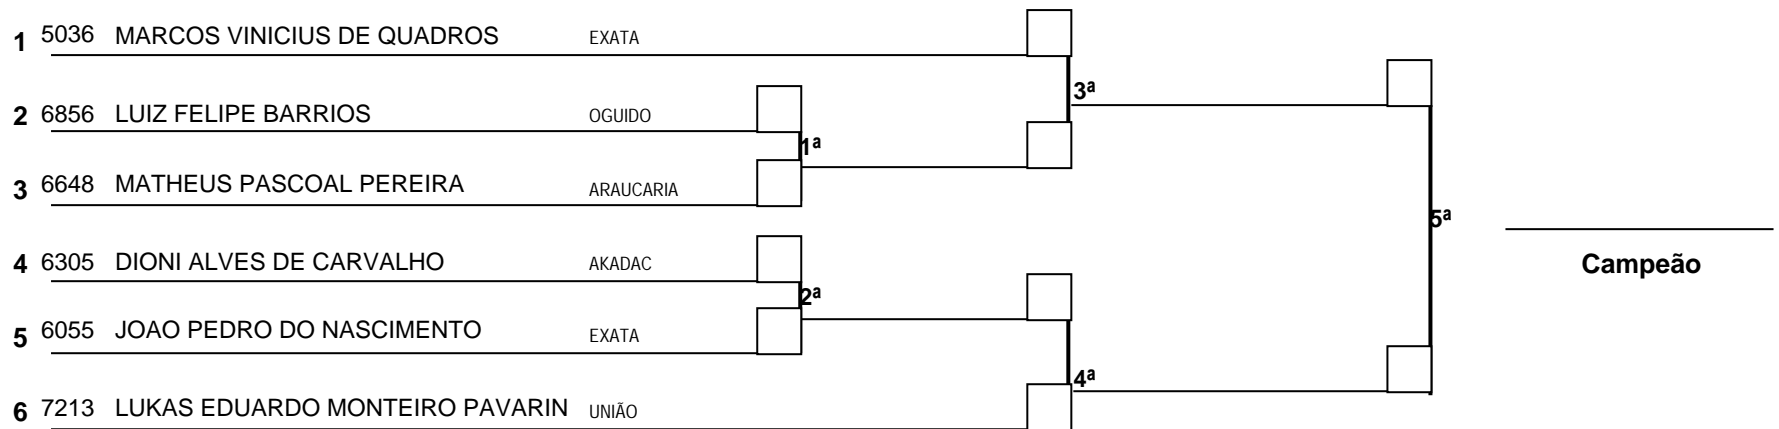 1 5036 MARCOS VINICIUS DE QUADROS EXATA
3ª
2 6856 LUIZ FELIPE BARRIOS OGUIDO
1ª
3 6648 MATHEUS PASCOAL PEREIRA ARAUCARIA
5ª
4 6305 DIONI ALVES DE CARVALHO AKADAC
Campeão
2ª
5 6055 JOAO PEDRO DO NASCIMENTO EXATA
4ª
6 7213 LUKAS EDUARDO MONTEIRO PAVARIN UNIÃO